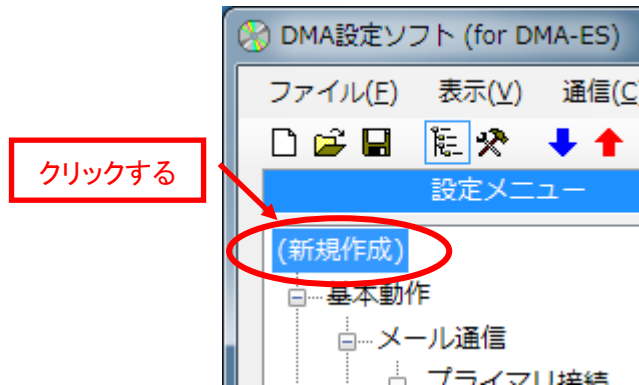 DMA設定ソフト (for DMA-ES)
ファイル(F) 表示(V) 通信(C)
クリックする
設定メニュー
(新規作成)
基本動作
メール通信
プライマリ接続